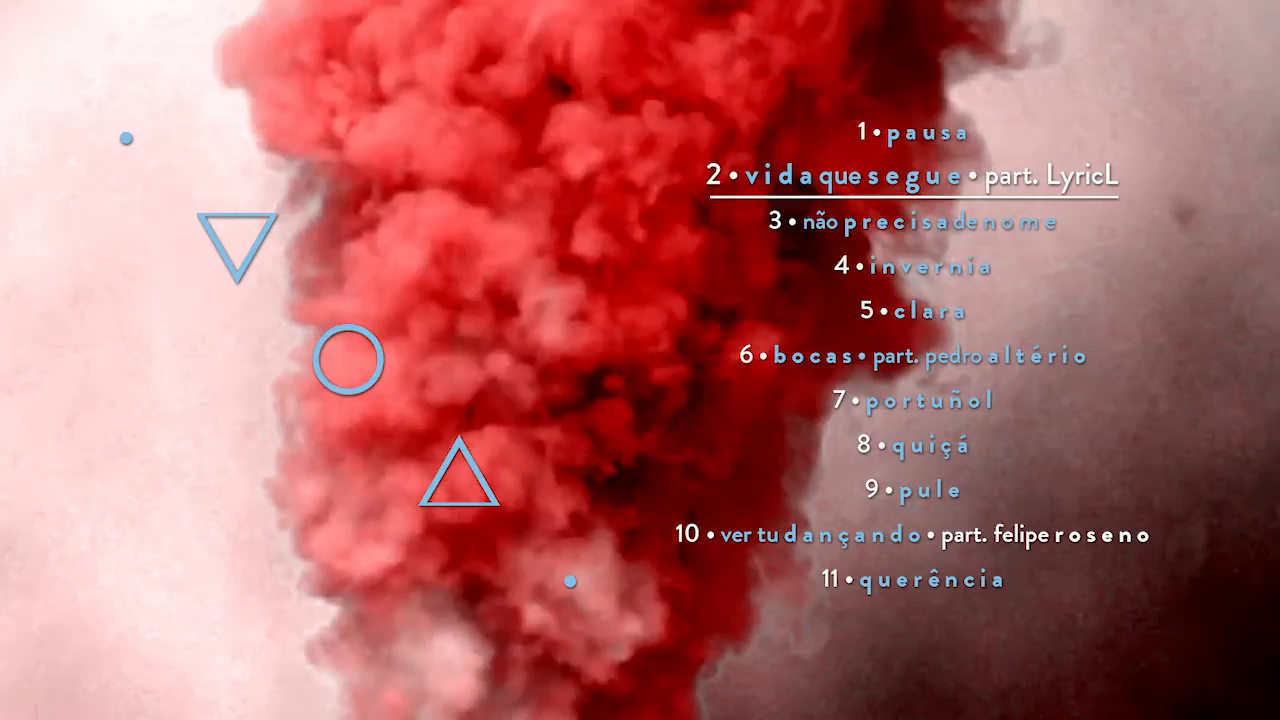 1 • pausa
2 • vida que segue • part. LyricL
3 • não precisa de nome
4 • invernia
5 • clara
6 • bocas • part. pedro altério
7 • portuñol
8 • quiçá
9 • pule
10 • ver tu dançando • part. felipe roseno
11 • querência